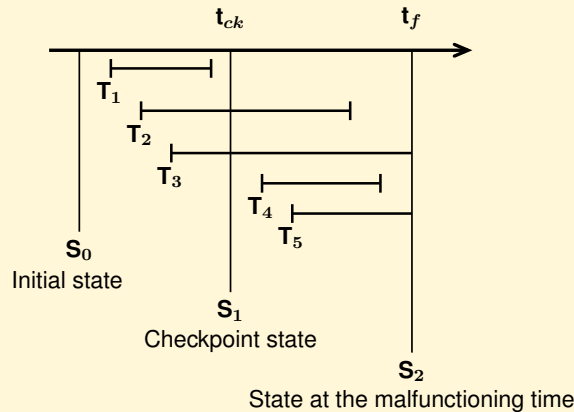 t_ck t_f
T_1
T_2
T_3
T_4
T_5
S_0
Initial state
S_1
Checkpoint state
S_2
State at the malfunctioning time